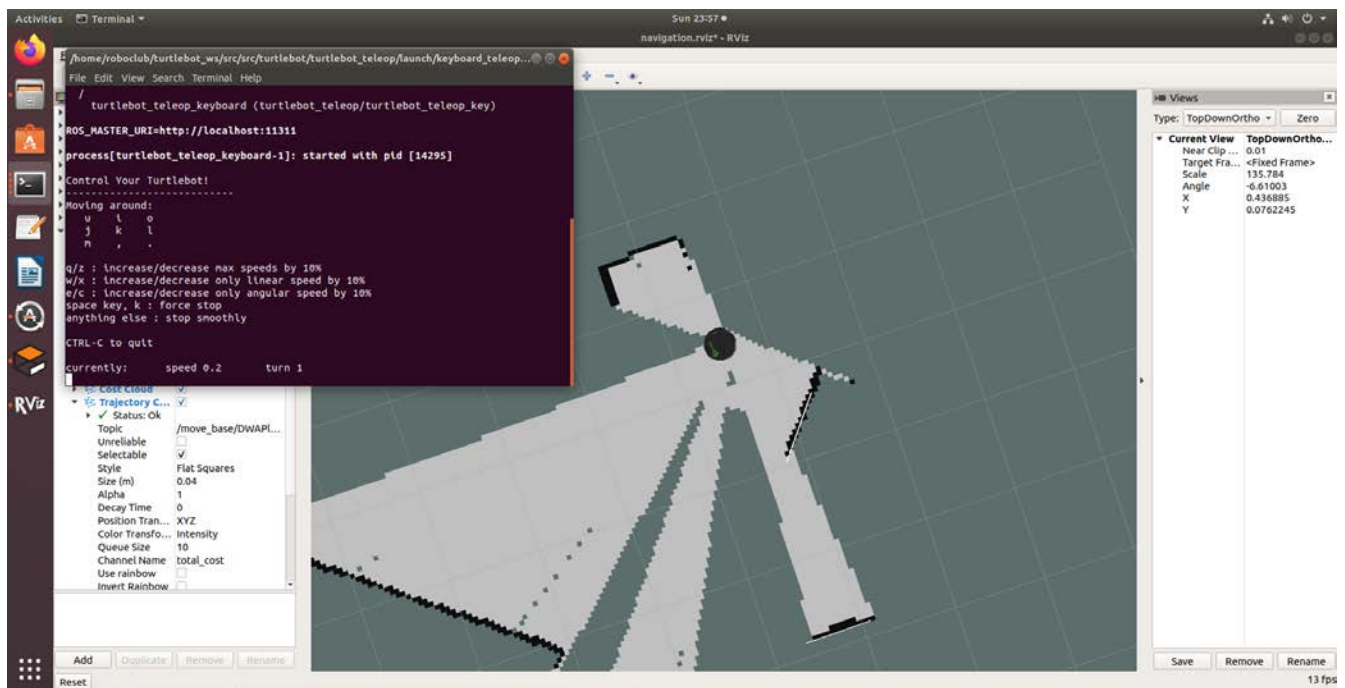 Activities Terminal Sun 23:57
navigation.rviz* - RViz
/home/roboclub/turtlebot_ws/src/src/turtlebot/turtlebot_teleop/launch/keyboard_teleop...
File Edit View Search Terminal Help
/
turtlebot_teleop_keyboard (turtlebot_teleop/turtlebot_teleop_key)
ROS_MASTER_URI=http://localhost:11311
process[turtlebot_teleop_keyboard-1]: started with pid [14295]
Control Your Turtlebot!
---------------------------
Moving around:
u i o
j k l
m , .
q/z : increase/decrease max speeds by 10%
w/x : increase/decrease only linear speed by 10%
e/c : increase/decrease only angular speed by 10%
space key, k : force stop
anything else : stop smoothly
CTRL-C to quit
currently: speed 0.2 turn 1
Cost Cloud
Trajectory C...
Status: Ok
Topic /move_base/DWAPl...
Unreliable
Selectable
Style Flat Squares
Size (m) 0.04
Alpha 1
Decay Time 0
Position Tran... XYZ
Color Transfo... Intensity
Queue Size 10
Channel Name total_cost
Use rainbow
Invert Rainbow
Add Duplicate Remove Rename
Reset
RViz
Views
Type: TopDownOrtho Zero
Current View TopDownOrtho...
Near Clip ... 0.01
Target Fra... <Fixed Frame>
Scale 135.784
Angle -6.61003
X 0.436885
Y 0.0762245
Save Remove Rename
13 fps